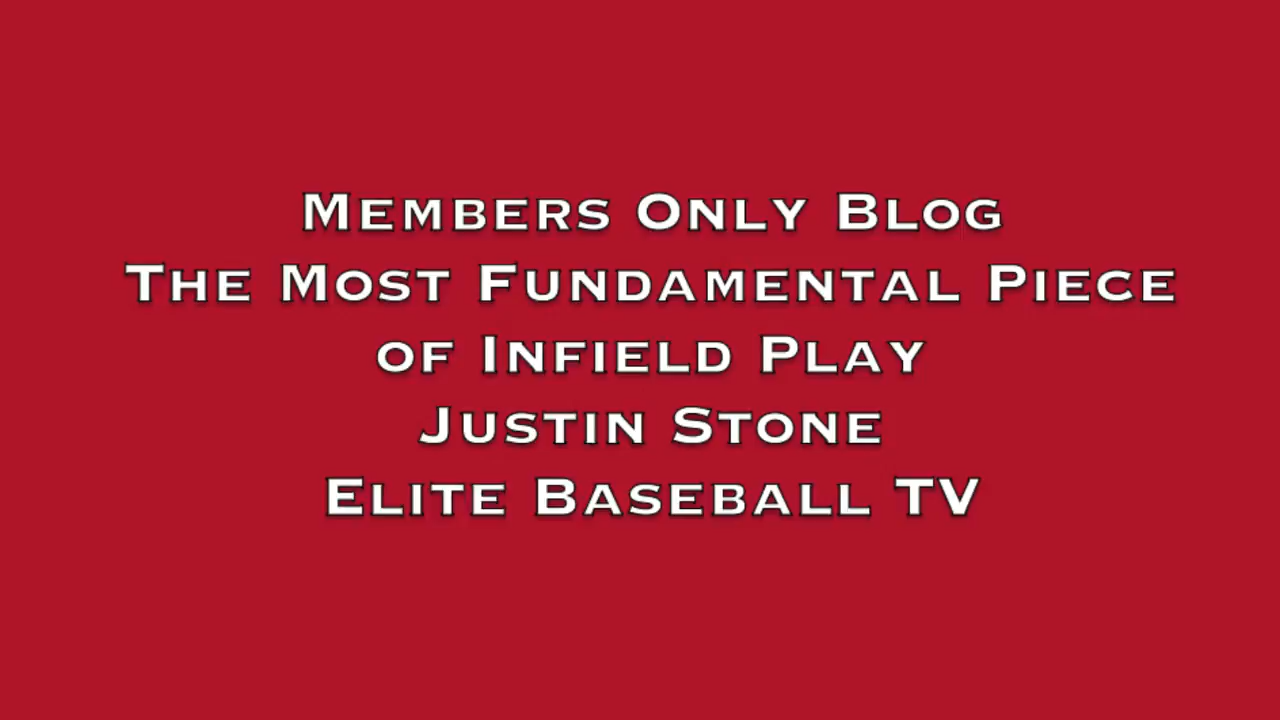 Members Only Blog
The Most Fundamental Piece
of Infield Play
Justin Stone
Elite Baseball TV